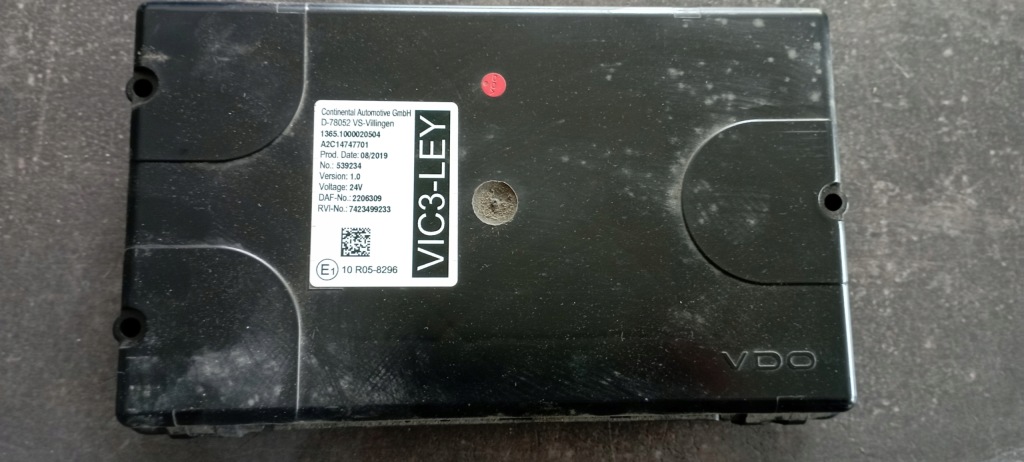 Continental Automotive GmbH
D-78052 VS-Villingen
1365.1000020504
A2C14747701
Prod. Date: 08/2019
No.: 539234
Version: 1.0
Voltage: 24V
DAF-No.: 2206309
RVI-No.: 7423499233
E1 10 R05-8296
VIC3-LEY
VDO